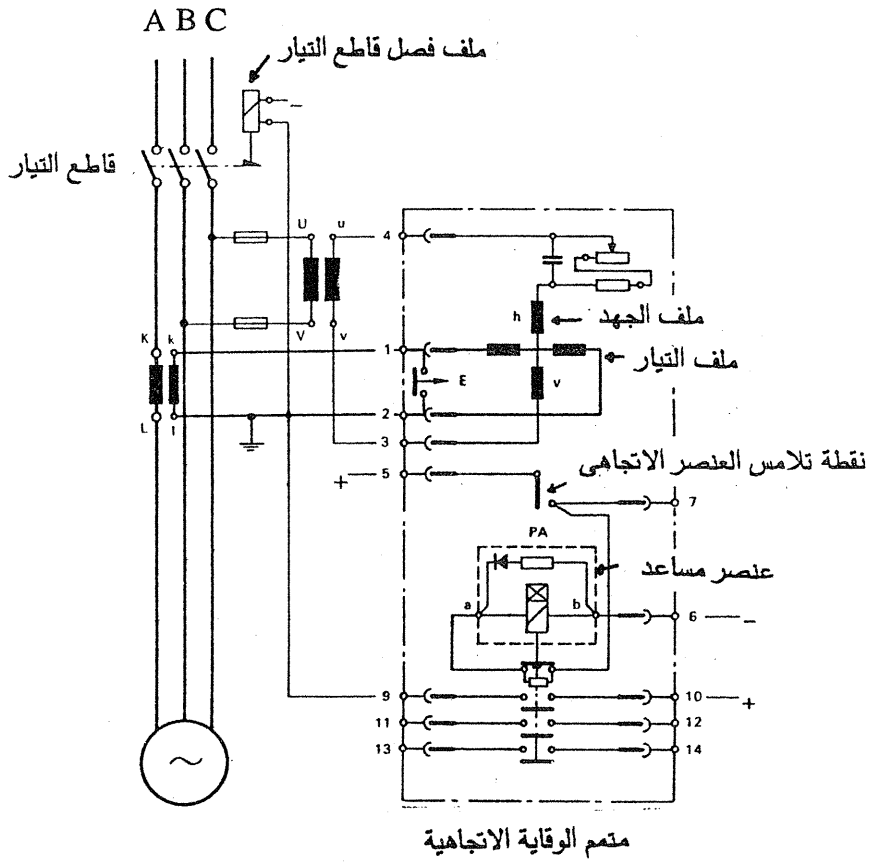 A B C
ملف فصل قاطع التيار
−
قاطع التيار
U u 4
h
ملف الجهد
V v
K k 1
ملف التيار
E
v
L l 2
3
+ 5
نقطة تلامس العنصر الاتجاهى
7
PA
عنصر مساعد
a b
6 −
9 10 +
11 12
13 14
~
متمم الوقاية الاتجاهية